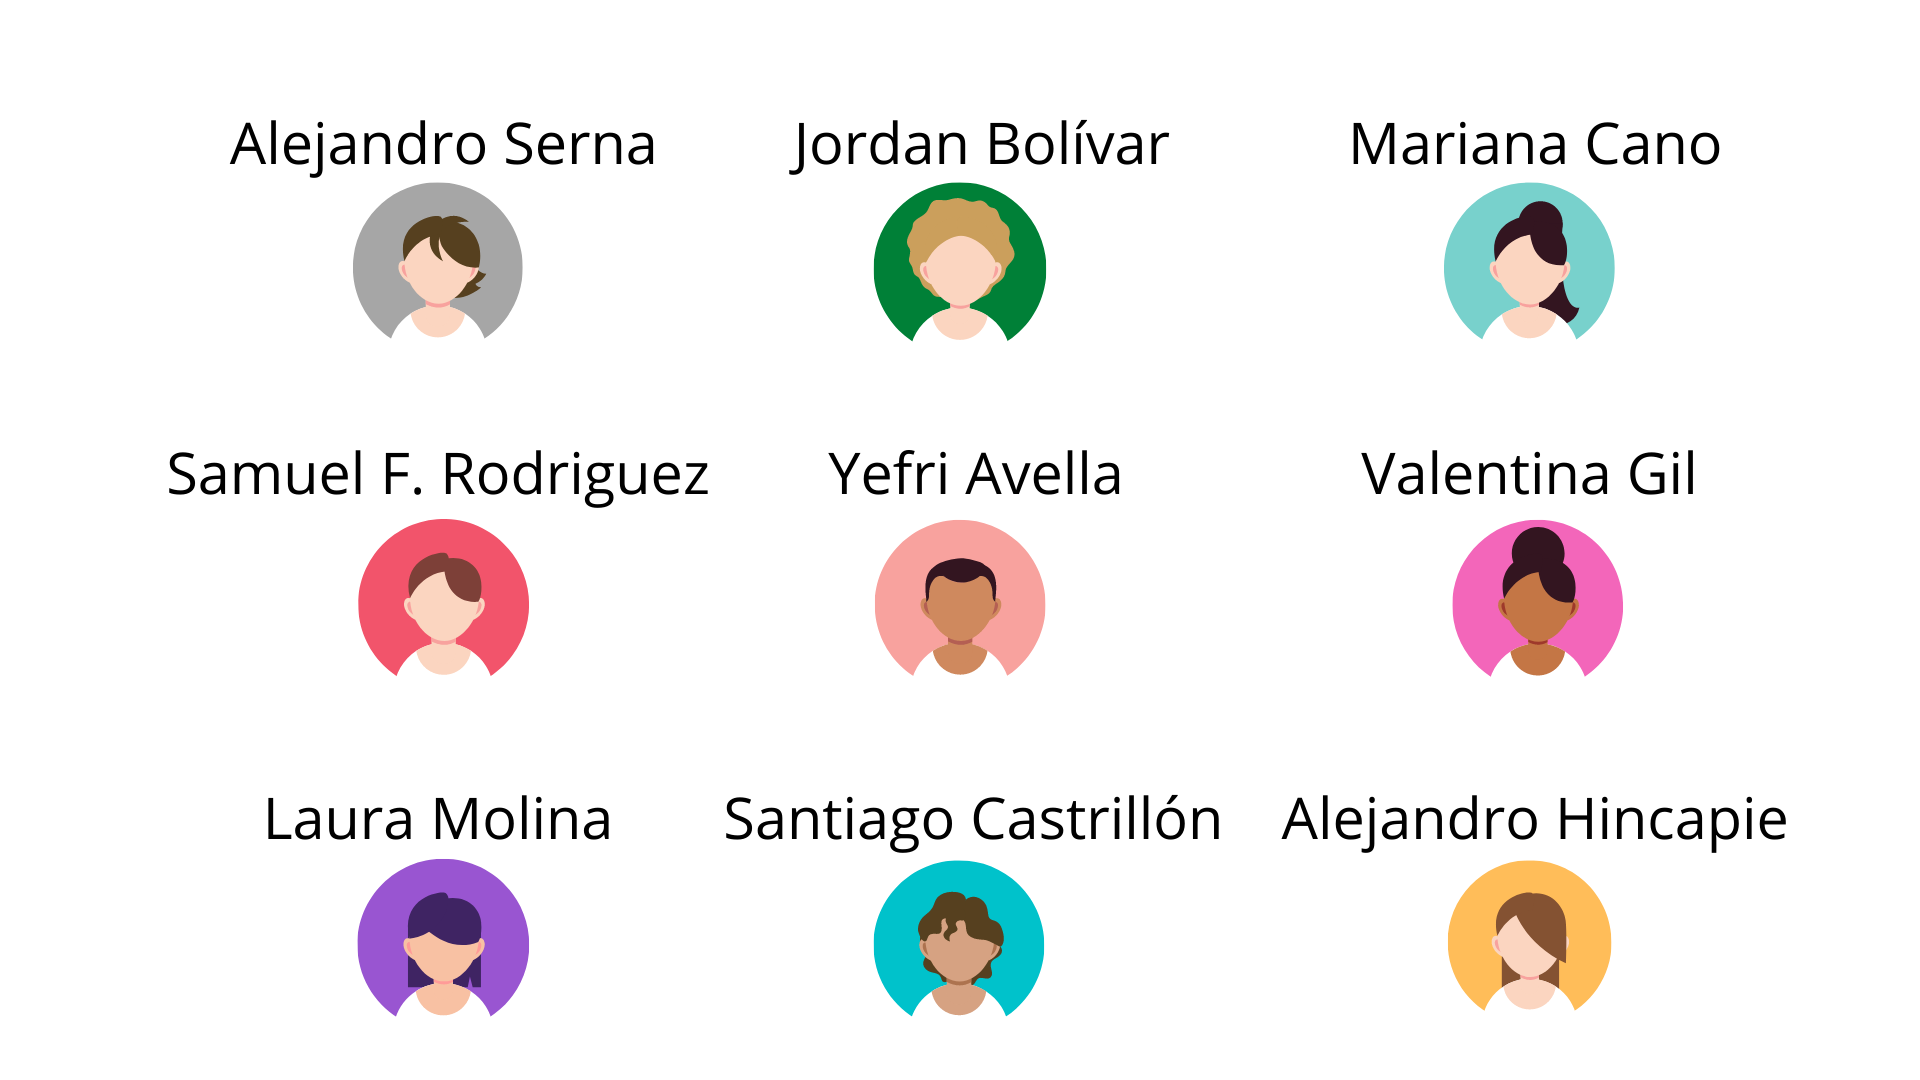 Alejandro Serna
Jordan Bolívar
Mariana Cano
Samuel F. Rodriguez
Yefri Avella
Valentina Gil
Laura Molina
Santiago Castrillón
Alejandro Hincapie